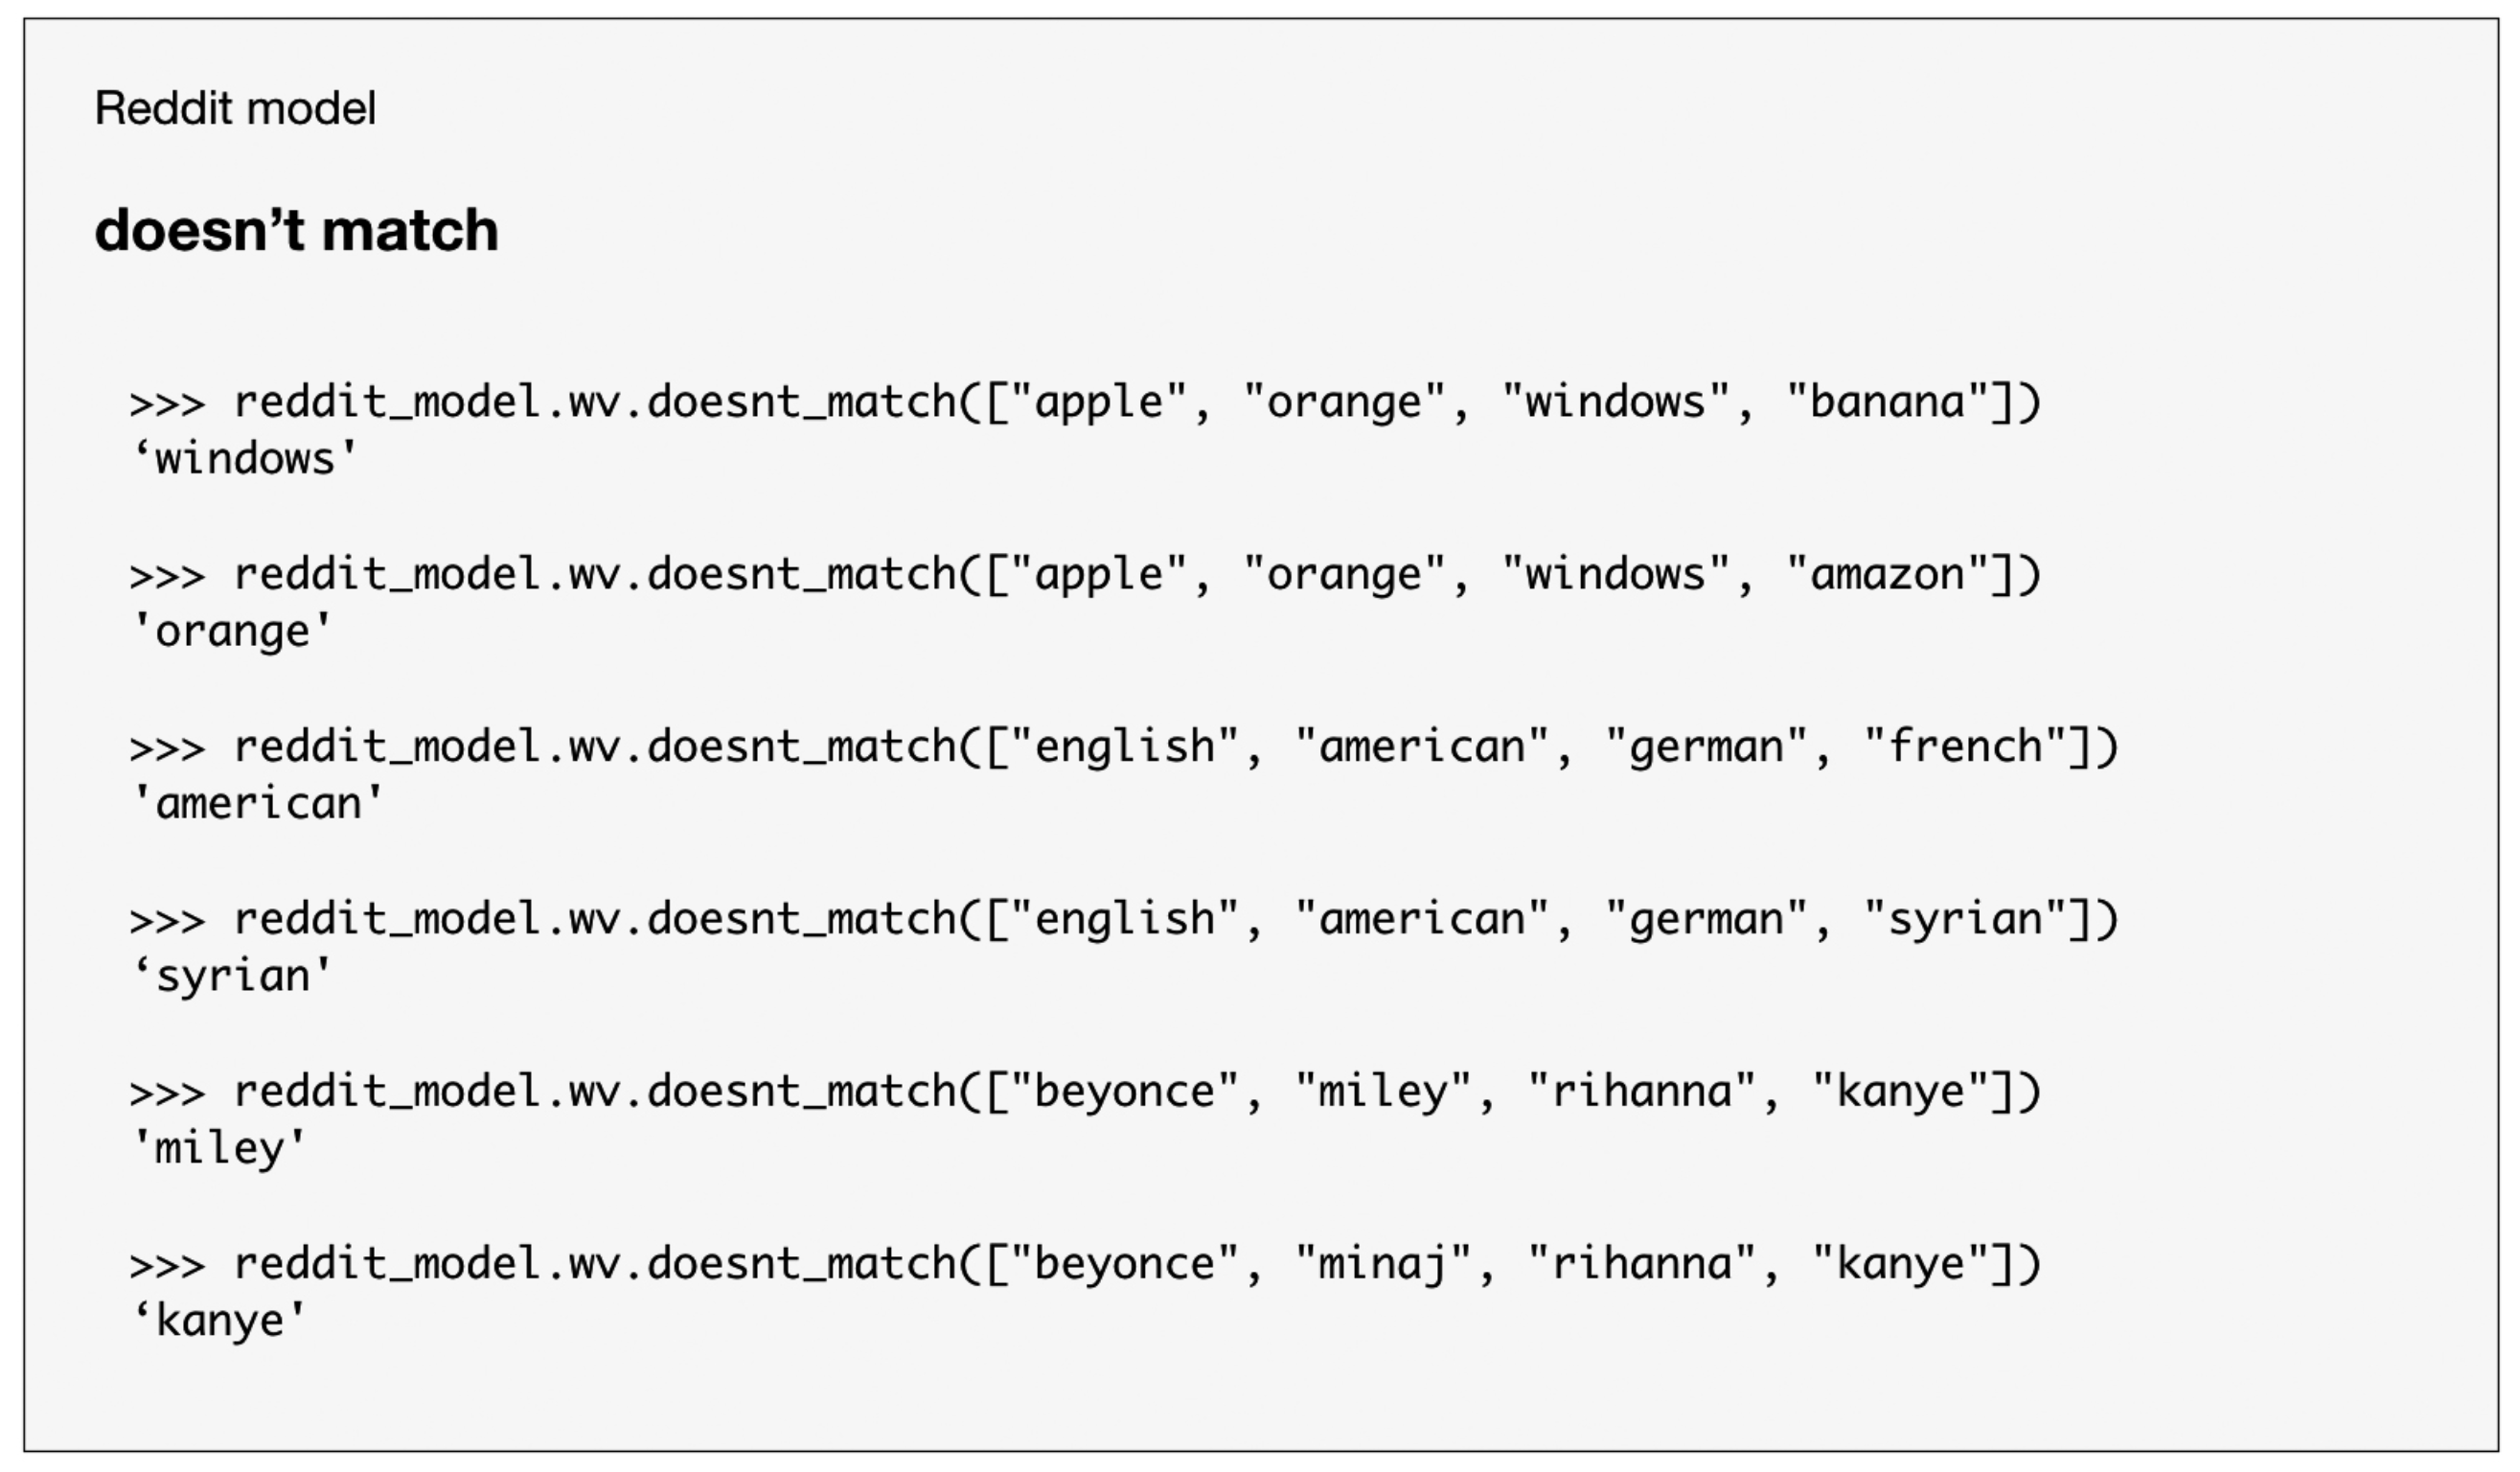 Reddit model
doesn’t match
>>> reddit_model.wv.doesnt_match(["apple", "orange", "windows", "banana"])
‘windows'
>>> reddit_model.wv.doesnt_match(["apple", "orange", "windows", "amazon"])
'orange'
>>> reddit_model.wv.doesnt_match(["english", "american", "german", "french"])
'american'
>>> reddit_model.wv.doesnt_match(["english", "american", "german", "syrian"])
‘syrian'
>>> reddit_model.wv.doesnt_match(["beyonce", "miley", "rihanna", "kanye"])
'miley'
>>> reddit_model.wv.doesnt_match(["beyonce", "minaj", "rihanna", "kanye"])
‘kanye'